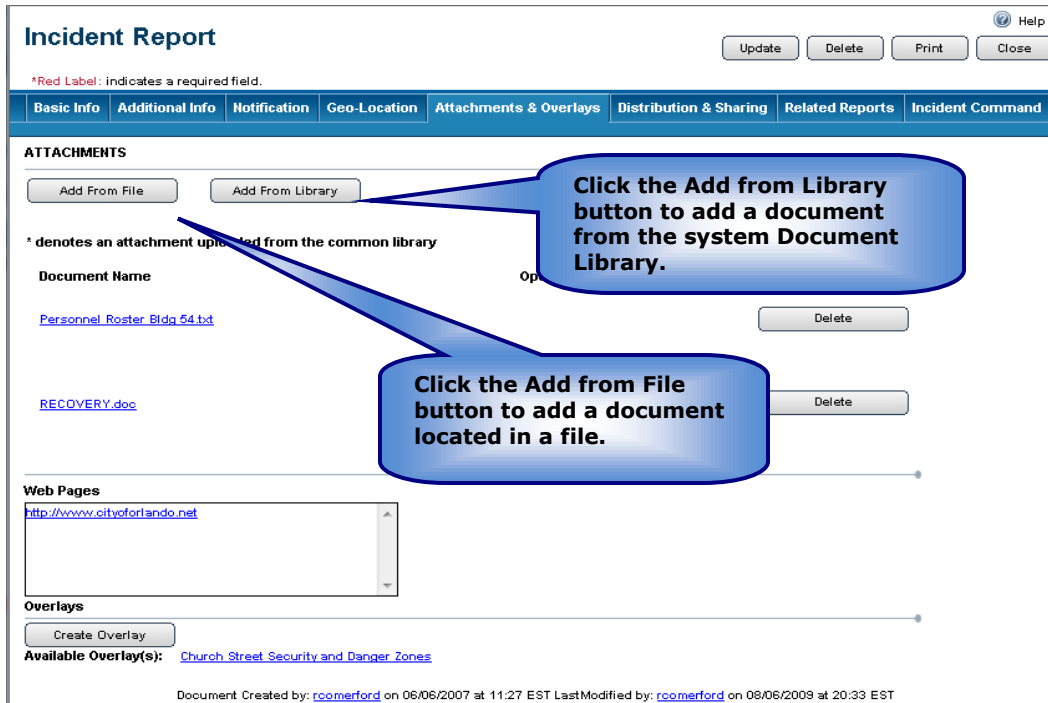 Help
Incident Report
Update Delete Print Close
*Red Label: indicates a required field.
Basic Info Additional Info Notification Geo-Location Attachments & Overlays Distribution & Sharing Related Reports Incident Command
ATTACHMENTS
Add From File Add From Library
Click the Add from Library
button to add a document
from the system Document
Library.
* denotes an attachment uploaded from the common library
Document Name
Personnel Roster Bldg 54.txt Delete
Click the Add from File
button to add a document
located in a file.
RECOVERY.doc Delete
Web Pages
http://www.cityoforlando.net
Overlays
Create Overlay
Available Overlay(s): Church Street Security and Danger Zones
Document Created by: rcomerford on 06/06/2007 at 11:27 EST LastModified by: rcomerford on 08/06/2009 at 20:33 EST